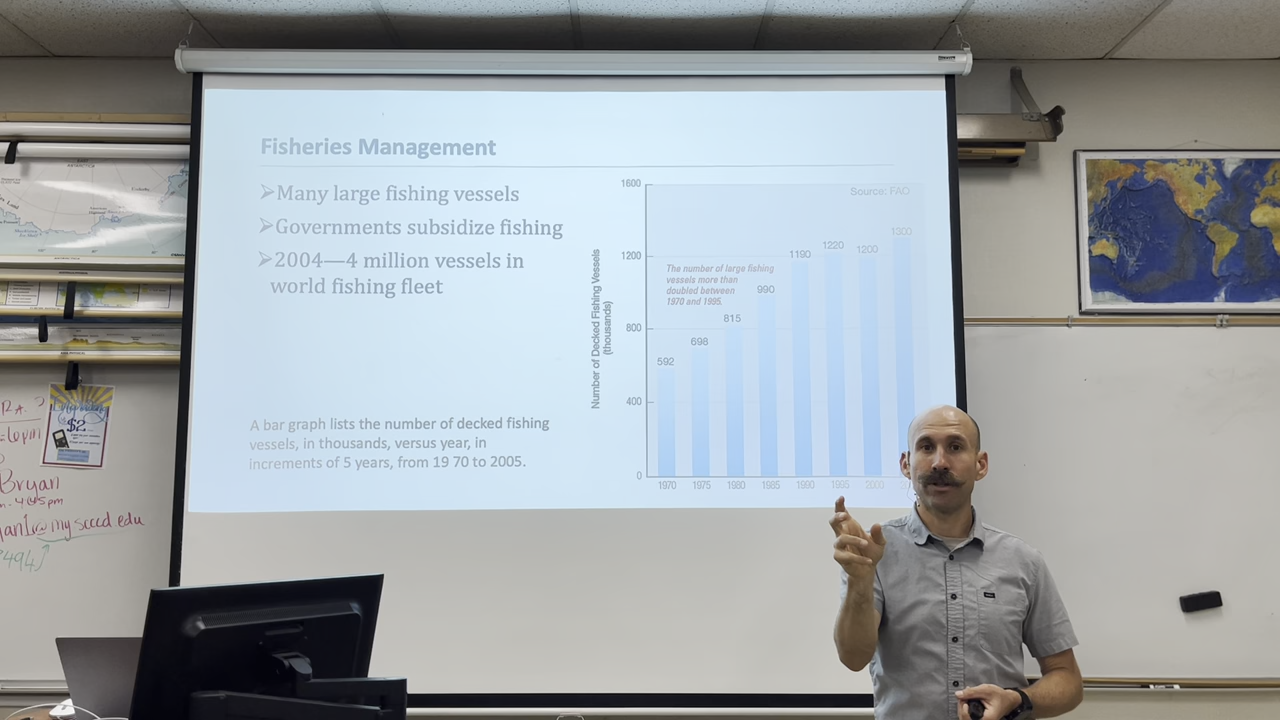 Fisheries Management
➢Many large fishing vessels
➢Governments subsidize fishing
➢2004—4 million vessels in
world fishing fleet
A bar graph lists the number of decked fishing
vessels, in thousands, versus year, in
increments of 5 years, from 19 70 to 2005.
Number of Decked Fishing Vessels
(thousands)
Source: FAO
The number of large fishing
vessels more than
doubled between
1970 and 1995.
1600
1200
800
400
0
592
698
815
990
1190
1220
1200
1300
1970
1975
1980
1985
1990
1995
2000
$2
Bryan